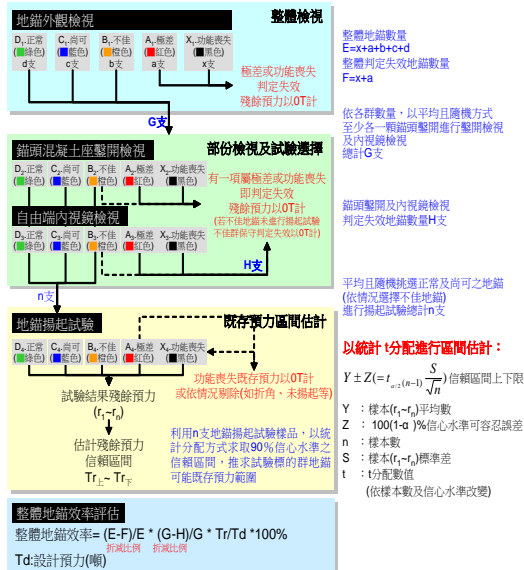 地錨外觀檢視
整體檢視
D₁-正常 C₁-尚可 B₁-不佳 A₁-極差 X₁-功能喪失
(綠色) (藍色) (橙色) (紅色) (黑色)
d支 c支 b支 a支 x支
極差或功能喪失
判定失效
殘餘預力以0T計
G支
整體地錨數量
E=x+a+b+c+d
整體判定失效地錨數量
F=x+a
依各群數量，以平均且隨機方式
至少各一顆錨頭鑿開進行鑿開檢視
及內視鏡檢視
總計G支
錨頭混凝土座鑿開檢視
部份檢視及試驗選擇
D₂-正常 C₂-尚可 B₂-不佳 A₂-極差 X₂-功能喪失
(綠色) (藍色) (橙色) (紅色) (黑色)
自由端內視鏡檢視
D₃-正常 C₃-尚可 B₃-不佳 A₃-極差 X₃-功能喪失
(綠色) (藍色) (橙色) (紅色) (黑色)
有一項屬極差或功能喪失
即判定失效
殘餘預力以0T計
(若不佳地錨未進行揚起試驗
不佳群保守判定失效以0T計)
H支
n支
錨頭鑿開及內視鏡檢視
判定失效地錨數量H支
平均且隨機挑選正常及尚可之地錨
(依情況選擇不佳地錨)
進行揚起試驗總計n支
地錨揚起試驗
既存預力區間估計
D₄-正常 C₄-尚可 B₄-不佳 A₄-極差 X₄-功能喪失
(綠色) (藍色) (橙色) (紅色) (黑色)
功能喪失既存預力以0T計
或依情況剔除(如折角、未揚起等)
試驗結果殘餘預力
(r₁~rₙ)
估計殘餘預力
信賴區間
Tr上~ Tr下
利用n支地錨揚起試驗樣品，以統
計分配方式求取90%信心水準之
信賴區間，推求試驗標的群地錨
可能既存預力範圍
以統計 t分配進行區間估計：
Y ± Z(= t α/2 (n−1) S/√n) 信賴區間上下限
Y ：樣本(r₁~rₙ)平均數
Z ： 100(1-α )%信心水準可容忍誤差
n ：樣本數
S ：樣本(r₁~rₙ)標準差
t ：t分配數值
(依樣本數及信心水準改變)
整體地錨效率評估
整體地錨效率= (E-F)/E * (G-H)/G * Tr/Td *100%
折減比例 折減比例
Td:設計預力(噸)